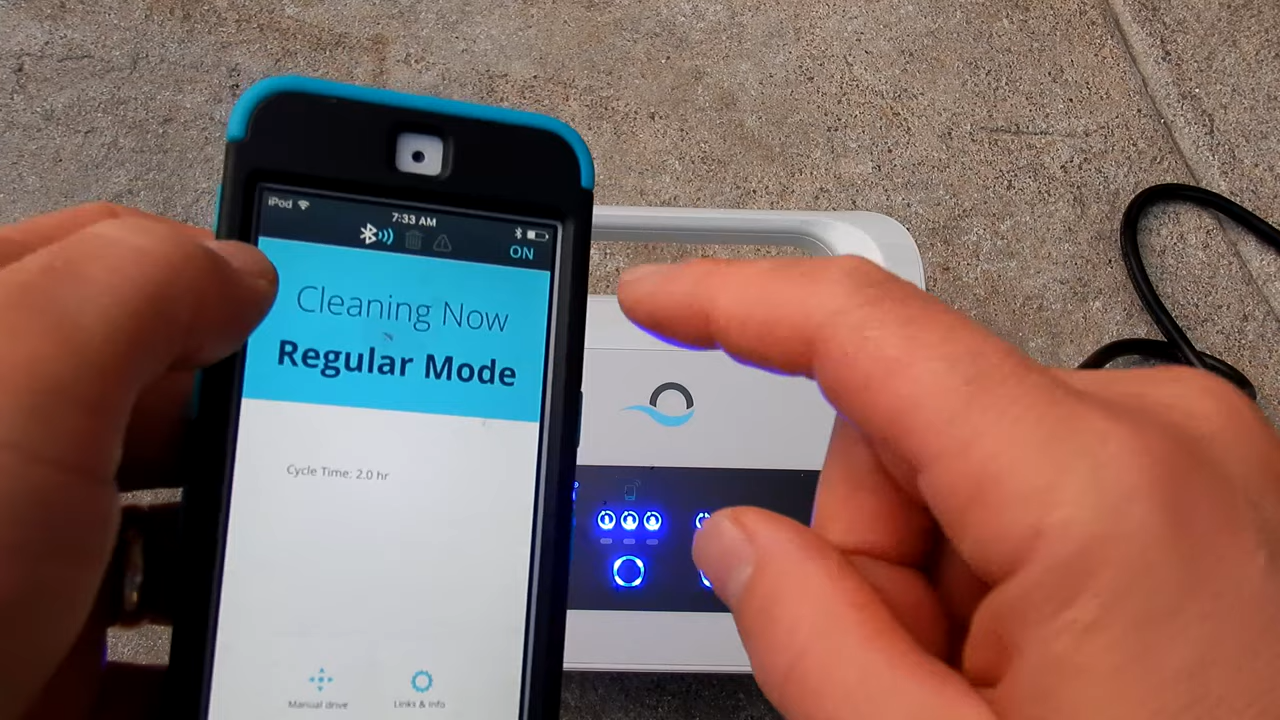 iPod
7:33 AM
ON
Cleaning Now
Regular Mode
Cycle Time: 2.0 hr
Manual drive
Links & Info